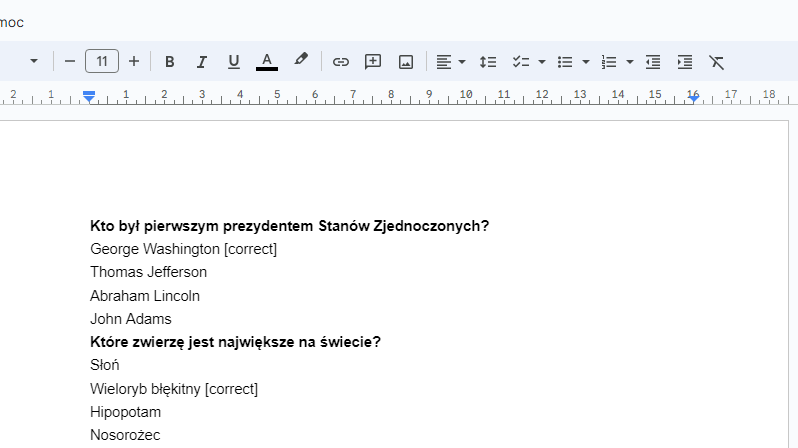 moc
11
2 1 1 2 3 4 5 6 7 8 9 10 11 12 13 14 15 16 17 18
Kto był pierwszym prezydentem Stanów Zjednoczonych?
George Washington [correct]
Thomas Jefferson
Abraham Lincoln
John Adams
Które zwierzę jest największe na świecie?
Słoń
Wieloryb błękitny [correct]
Hipopotam
Nosorożec